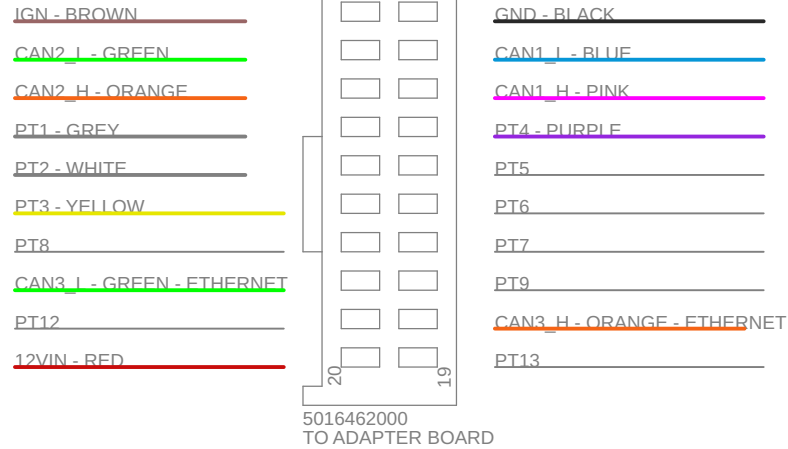 IGN - BROWN
GND - BLACK
CAN2_L - GREEN
CAN1_L - BLUE
CAN2_H - ORANGE
CAN1_H - PINK
PT1 - GREY
PT4 - PURPLE
PT2 - WHITE
PT5
PT3 - YELLOW
PT6
PT8
PT7
CAN3_L - GREEN - ETHERNET
PT9
PT12
CAN3_H - ORANGE - ETHERNET
12VIN - RED
PT13
20
19
5016462000
TO ADAPTER BOARD